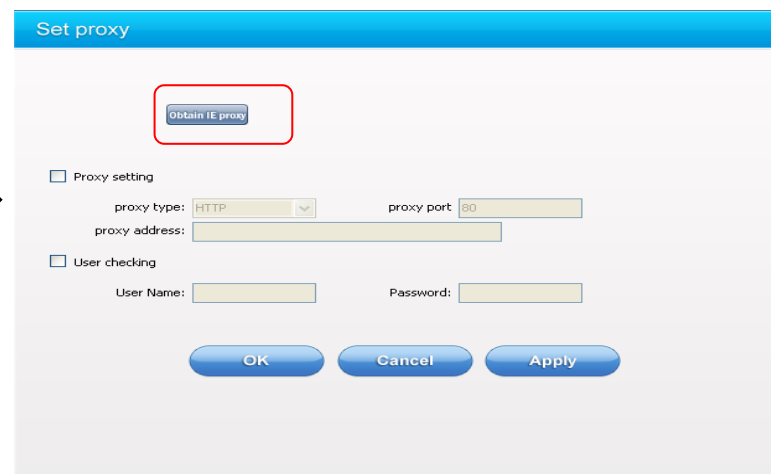 Set proxy
Obtain IE proxy
Proxy setting
proxy type: HTTP proxy port 80
proxy address:
User checking
User Name: Password:
OK Cancel Apply